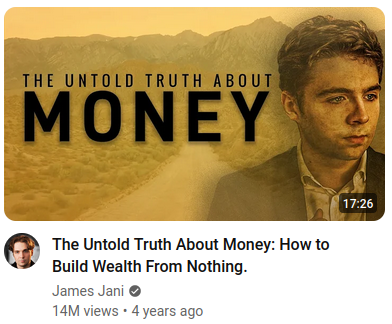 THE UNTOLD TRUTH ABOUT
MONEY
17:26
The Untold Truth About Money: How to
Build Wealth From Nothing.
James Jani
14M views • 4 years ago